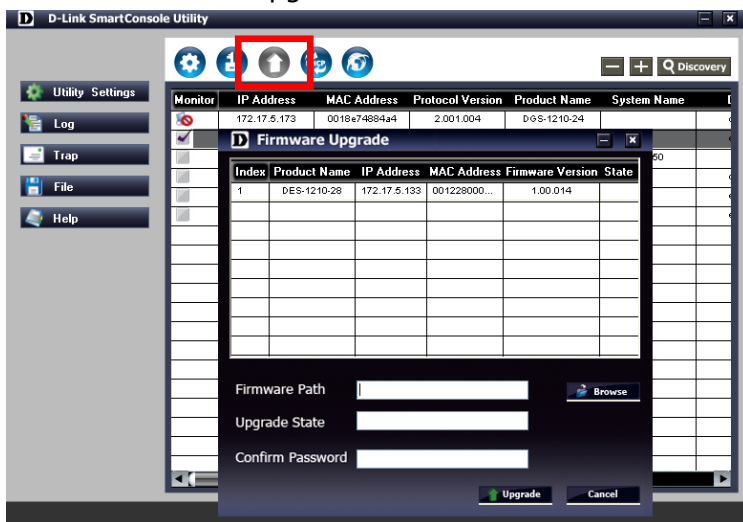 D-Link SmartConsole Utility
Discovery
Utility Settings
Log
Trap
File
Help
Monitor IP Address MAC Address Protocol Version Product Name System Name
172.17.5.173 0018e74884a4 2.001.004 DGS-1210-24
50
Firmware Upgrade
Index Product Name IP Address MAC Address Firmware Version State
1 DES-1210-28 172.17.5.133 001228000... 1.00.014
Firmware Path
Browse
Upgrade State
Confirm Password
Upgrade Cancel